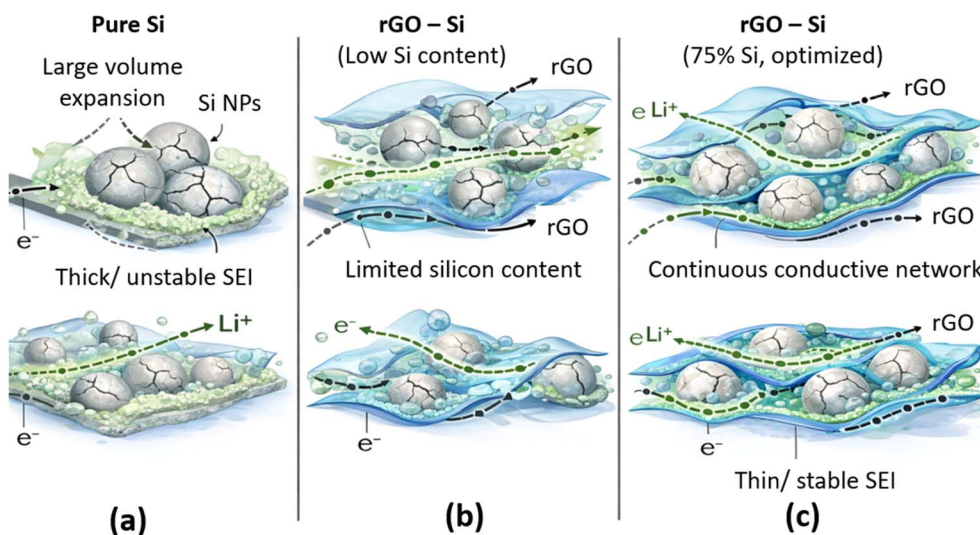 Pure Si
Large volume
expansion
Si NPs
e⁻
Thick/ unstable SEI
Li⁺
e⁻
(a)
rGO – Si
(Low Si content)
rGO
rGO
Limited silicon content
e⁻
e⁻
(b)
rGO – Si
(75% Si, optimized)
rGO
e Li⁺
rGO
Continuous conductive network
e Li⁺
rGO
e⁻
Thin/ stable SEI
(c)